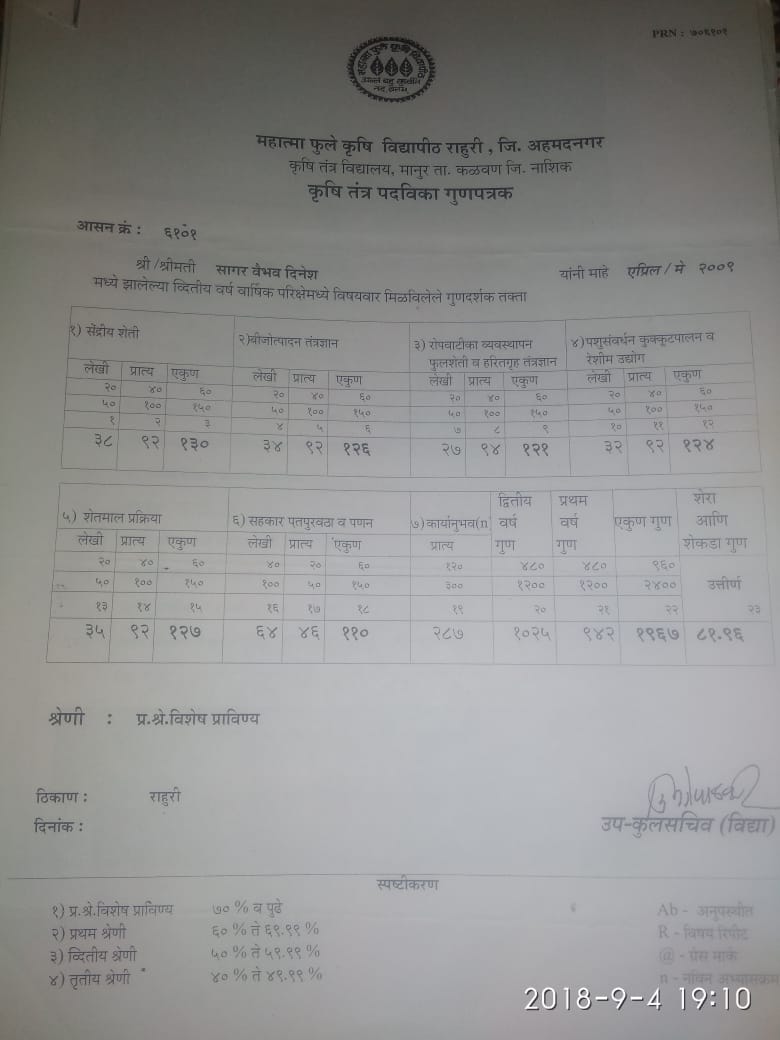 PRN : ७०६१०१
महात्मा फुले कृषि विद्यापीठ राहुरी , जि. अहमदनगर
कृषि तंत्र विद्यालय, मानुर ता. कळवण जि. नाशिक
कृषि तंत्र पदविका गुणपत्रक
आसन क्रं : ६१०१
श्री /श्रीमती सागर वैभव दिनेश यांनी माहे एप्रिल / मे २००९
मध्ये झालेल्या व्दितीय वर्ष वार्षिक परिक्षेमध्ये विषयवार मिळविलेले गुणदर्शक तक्ता
१) सेंद्रीय शेती २)बीजोत्पादन तंत्रज्ञान ३) रोपवाटीका व्यवस्थापन ४) पशुसंवर्धन कुक्कूटपालन व
फुलशेती व हरितगृह तंत्रज्ञान रेशीम उद्योग
लेखी प्रात्य एकुण लेखी प्रात्य एकुण लेखी प्रात्य एकुण लेखी प्रात्य एकुण
२० ४० ६० २० ४० ६० २० ४० ६० २० ४० ६०
५० १०० १५० ५० १०० १५० ५० १०० १५० ५० १०० १५०
१ २ ३ ४ ५ ६ ७ ८ ९ १० ११ १२
३८ ९२ १३० ३४ ९२ १२६ २७ ९४ १२१ ३२ ९२ १२४
५) शेतमाल प्रक्रिया ६) सहकार पतपुरवठा व पणन ७)कार्यानुभव(n द्वितीय वर्ष गुण प्रथम वर्ष गुण एकुण गुण शेरा आणि शेकडा गुण
लेखी प्रात्य एकुण लेखी प्रात्य एकुण प्रात्य
२० ४० ६० ४० २० ६० १२० ४८० ४८० ९६०
५० १०० १५० १०० ५० १५० ३०० १२०० १२०० २४०० उत्तीर्ण
१३ १४ १५ १६ १७ १८ १९ २० २१ २२ २३
३५ ९२ १२७ ६४ ४६ ११० २८७ १०२५ ९४२ १९६७ ८१.९६
श्रेणी : प्र.श्रे.विशेष प्राविण्य
ठिकाण : राहुरी
दिनांक :
उप-कुलसचिव (विद्या)
स्पष्टीकरण
१) प्र.श्रे.विशेष प्राविण्य ७० % व पुढे Ab - अनुपस्थीत
२) प्रथम श्रेणी ६० % ते ६९.९९ % R - विषय रिपीट
३) व्दितीय श्रेणी ५० % ते ५९.९९ % @ - ग्रेस मार्क
४) तृतीय श्रेणी ४० % ते ४९.९९ % n - नॉवन अभ्यासक्रम
2018-9-4 19:10